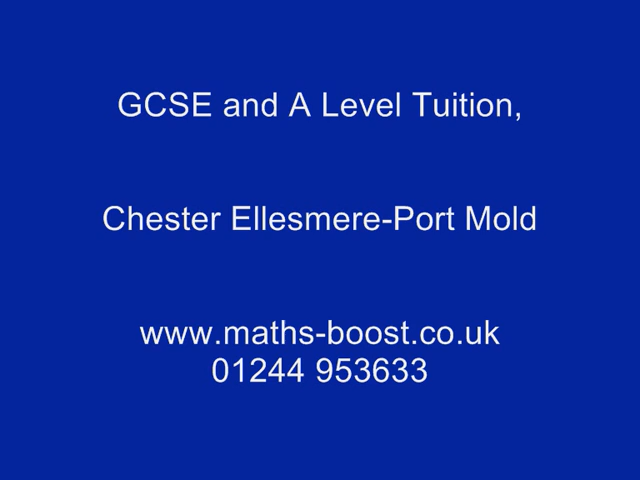 GCSE and A Level Tuition,
Chester Ellesmere-Port Mold
www.maths-boost.co.uk
01244 953633